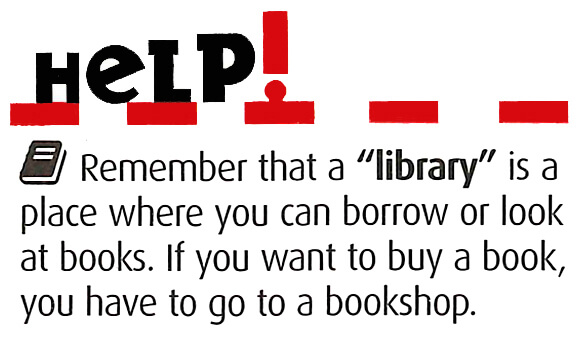 HeLP!
Remember that a “library” is a
place where you can borrow or look
at books. If you want to buy a book,
you have to go to a bookshop.